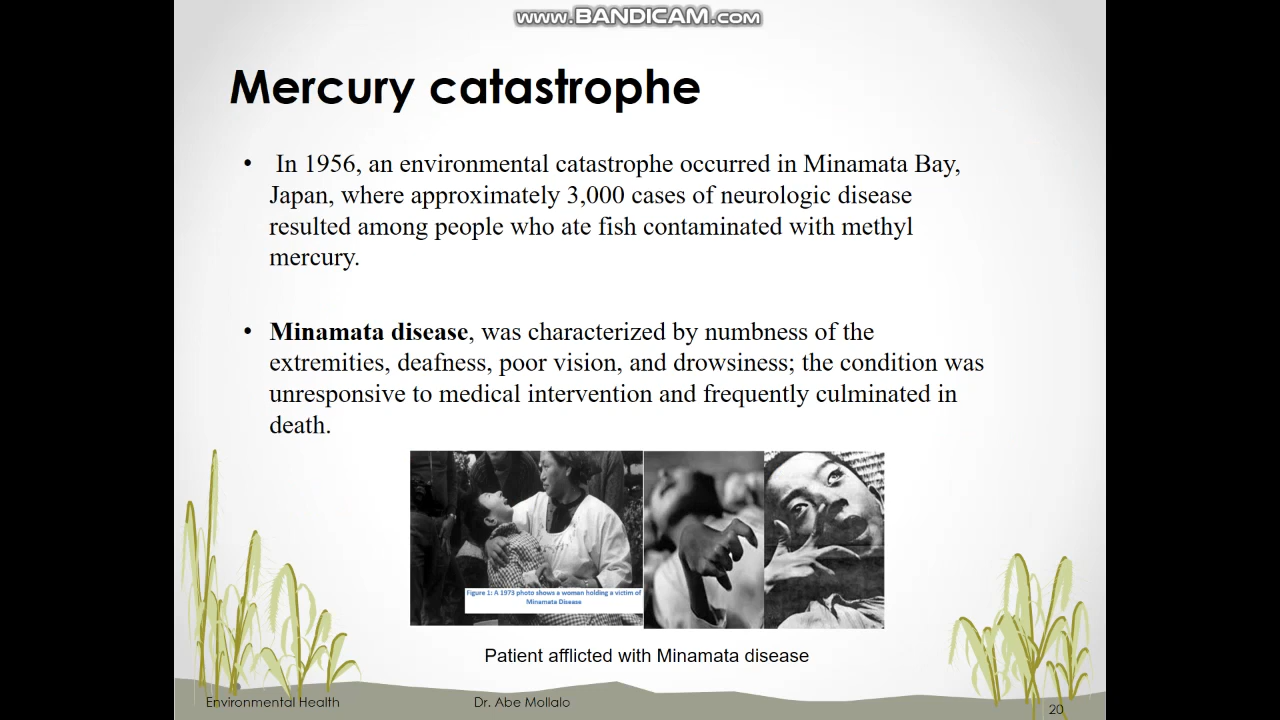 www.BANDICAM.com
Mercury catastrophe
• In 1956, an environmental catastrophe occurred in Minamata Bay,
Japan, where approximately 3,000 cases of neurologic disease
resulted among people who ate fish contaminated with methyl
mercury.
• Minamata disease, was characterized by numbness of the
extremities, deafness, poor vision, and drowsiness; the condition was
unresponsive to medical intervention and frequently culminated in
death.
Figure 1: A 1973 photo shows a woman holding a victim of
Minamata Disease
Patient afflicted with Minamata disease
Environmental Health
Dr. Abe Mollalo
20